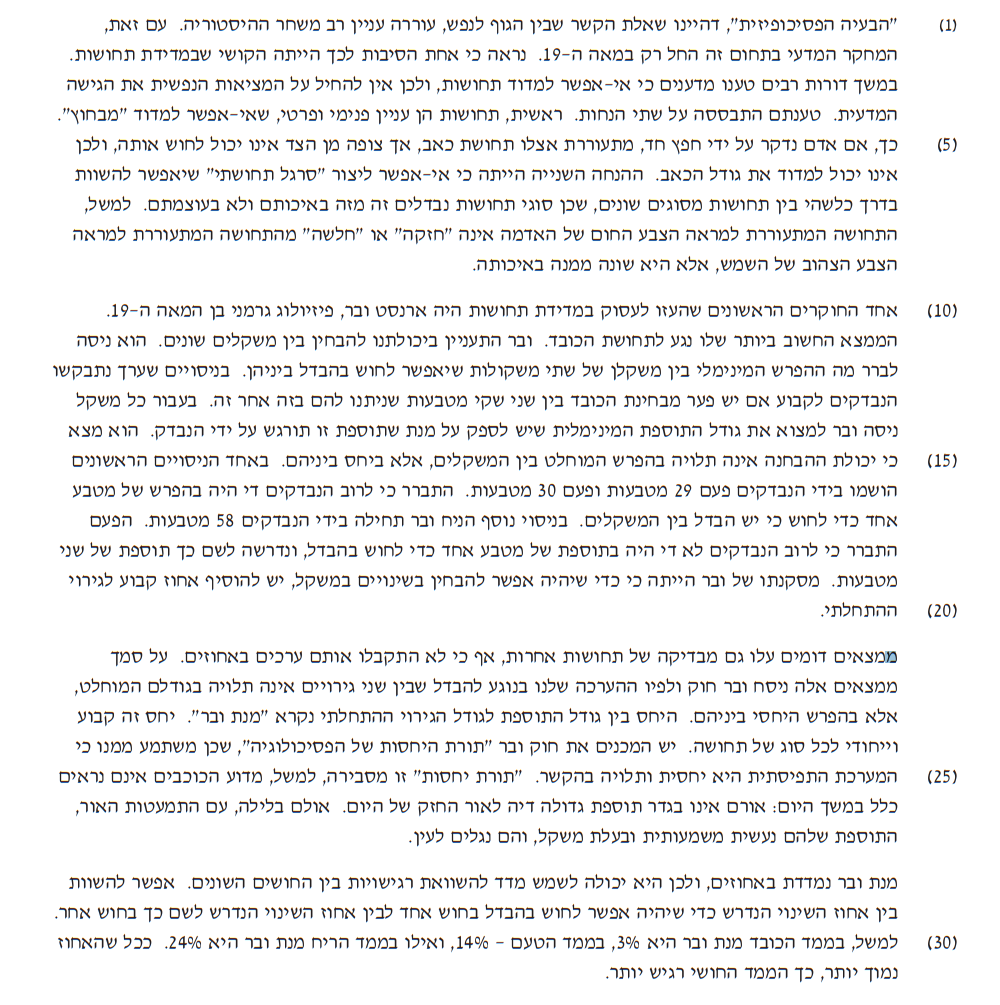 (1) "הבעיה הפסיכופיזית", דהיינו שאלת הקשר שבין הגוף לנפש, עוררה עניין רב משחר ההיסטוריה. עם זאת,
המחקר המדעי בתחום זה החל רק במאה ה-19. נראה כי אחת הסיבות לכך הייתה הקושי שבמדידת תחושות.
במשך דורות רבים טענו מדענים כי אי-אפשר למדוד תחושות, ולכן אין להחיל על המציאות הנפשית את הגישה
המדעית. טענתם התבססה על שתי הנחות. ראשית, תחושות הן עניין פנימי ופרטי, שאי-אפשר למדוד "מבחוץ".
(5) כך, אם אדם נדקר על ידי חפץ חד, מתעוררת אצלו תחושת כאב, אך צופה מן הצד אינו יכול לחוש אותה, ולכן
אינו יכול למדוד את גודל הכאב. ההנחה השנייה הייתה כי אי-אפשר ליצור "סרגל תחושתי" שיאפשר להשוות
בדרך כלשהי בין תחושות מסוגים שונים, שכן סוגי תחושות נבדלים זה מזה באיכותם ולא בעוצמתם. למשל,
התחושה המתעוררת למראה הצבע החום של האדמה אינה "חזקה" או "חלשה" מהתחושה המתעוררת למראה
הצבע הצהוב של השמש, אלא היא שונה ממנה באיכותה.
(10) אחד החוקרים הראשונים שהעזו לעסוק במדידת תחושות היה ארנסט ובר, פיזיולוג גרמני בן המאה ה-19.
הממצא החשוב ביותר שלו נגע לתחושת הכובד. ובר התעניין ביכולתנו להבחין בין משקלים שונים. הוא ניסה
לברר מה ההפרש המינימלי בין משקלן של שתי משקולות שיאפשר לחוש בהבדל ביניהן. בניסויים שערך נתבקשו
הנבדקים לקבוע אם יש פער מבחינת הכובד בין שני שקי מטבעות שניתנו להם בזה אחר זה. בעבור כל משקל
ניסה ובר למצוא את גודל התוספת המינימלית שיש לספק על מנת שתוספת זו תורגש על ידי הנבדק. הוא מצא
(15) כי יכולת ההבחנה אינה תלויה בהפרש המוחלט בין המשקלים, אלא ביחס ביניהם. באחד הניסויים הראשונים
הושמו בידי הנבדקים פעם 29 מטבעות ופעם 30 מטבעות. התברר כי לרוב הנבדקים די היה בהפרש של מטבע
אחד כדי לחוש כי יש הבדל בין המשקלים. בניסוי נוסף הניח ובר תחילה בידי הנבדקים 58 מטבעות. הפעם
התברר כי לרוב הנבדקים לא די היה בתוספת של מטבע אחד כדי לחוש בהבדל, ונדרשה לשם כך תוספת של שני
מטבעות. מסקנתו של ובר הייתה כי כדי שיהיה אפשר להבחין בשינויים במשקל, יש להוסיף אחוז קבוע לגירוי
(20) ההתחלתי.
ממצאים דומים עלו גם מבדיקה של תחושות אחרות, אף כי לא התקבלו אותם ערכים באחוזים. על סמך
ממצאים אלה ניסח ובר חוק ולפיו ההערכה שלנו בנוגע להבדל שבין שני גירויים אינה תלויה בגודלם המוחלט,
אלא בהפרש היחסי ביניהם. היחס בין גודל התוספת לגודל הגירוי ההתחלתי נקרא "מנת ובר". יחס זה קבוע
וייחודי לכל סוג של תחושה. יש המכנים את חוק ובר "תורת היחסות של הפסיכולוגיה", שכן משתמע ממנו כי
(25) המערכת התפיסתית היא יחסית ותלויה בהקשר. "תורת יחסות" זו מסבירה, למשל, מדוע הכוכבים אינם נראים
כלל במשך היום: אורם אינו בגדר תוספת גדולה דיה לאור החזק של היום. אולם בלילה, עם התמעטות האור,
התוספת שלהם נעשית משמעותית ובעלת משקל, והם נגלים לעין.
מנת ובר נמדדת באחוזים, ולכן היא יכולה לשמש מדד להשוואת רגישויות בין החושים השונים. אפשר להשוות
בין אחוז השינוי הנדרש כדי שיהיה אפשר לחוש בהבדל בחוש אחד לבין אחוז השינוי הנדרש לשם כך בחוש אחר.
(30) למשל, בממד הכובד מנת ובר היא 3%, בממד הטעם - 14%, ואילו בממד הריח מנת ובר היא 24%. ככל שהאחוז
נמוך יותר, כך הממד החושי רגיש יותר.